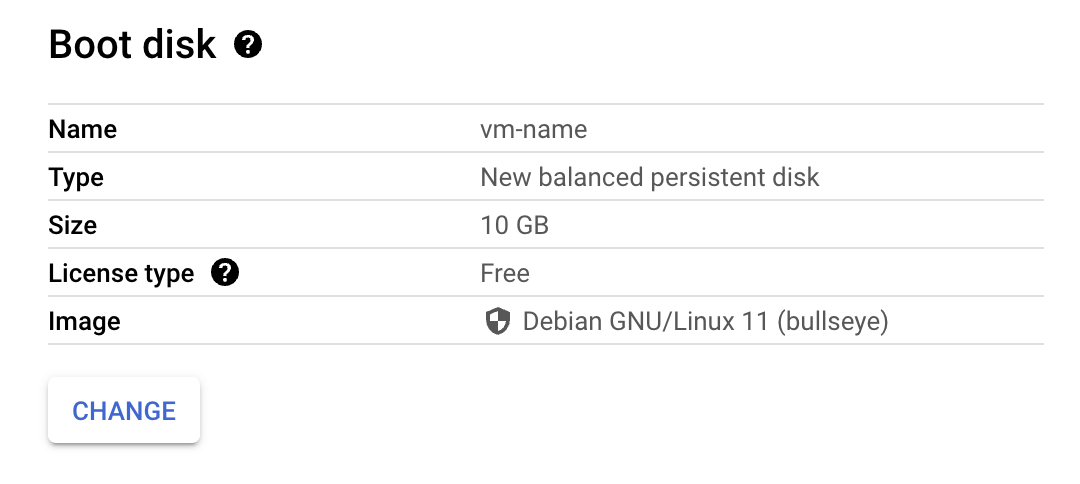 Boot disk ?
Name vm-name
Type New balanced persistent disk
Size 10 GB
License type ? Free
Image Debian GNU/Linux 11 (bullseye)
CHANGE